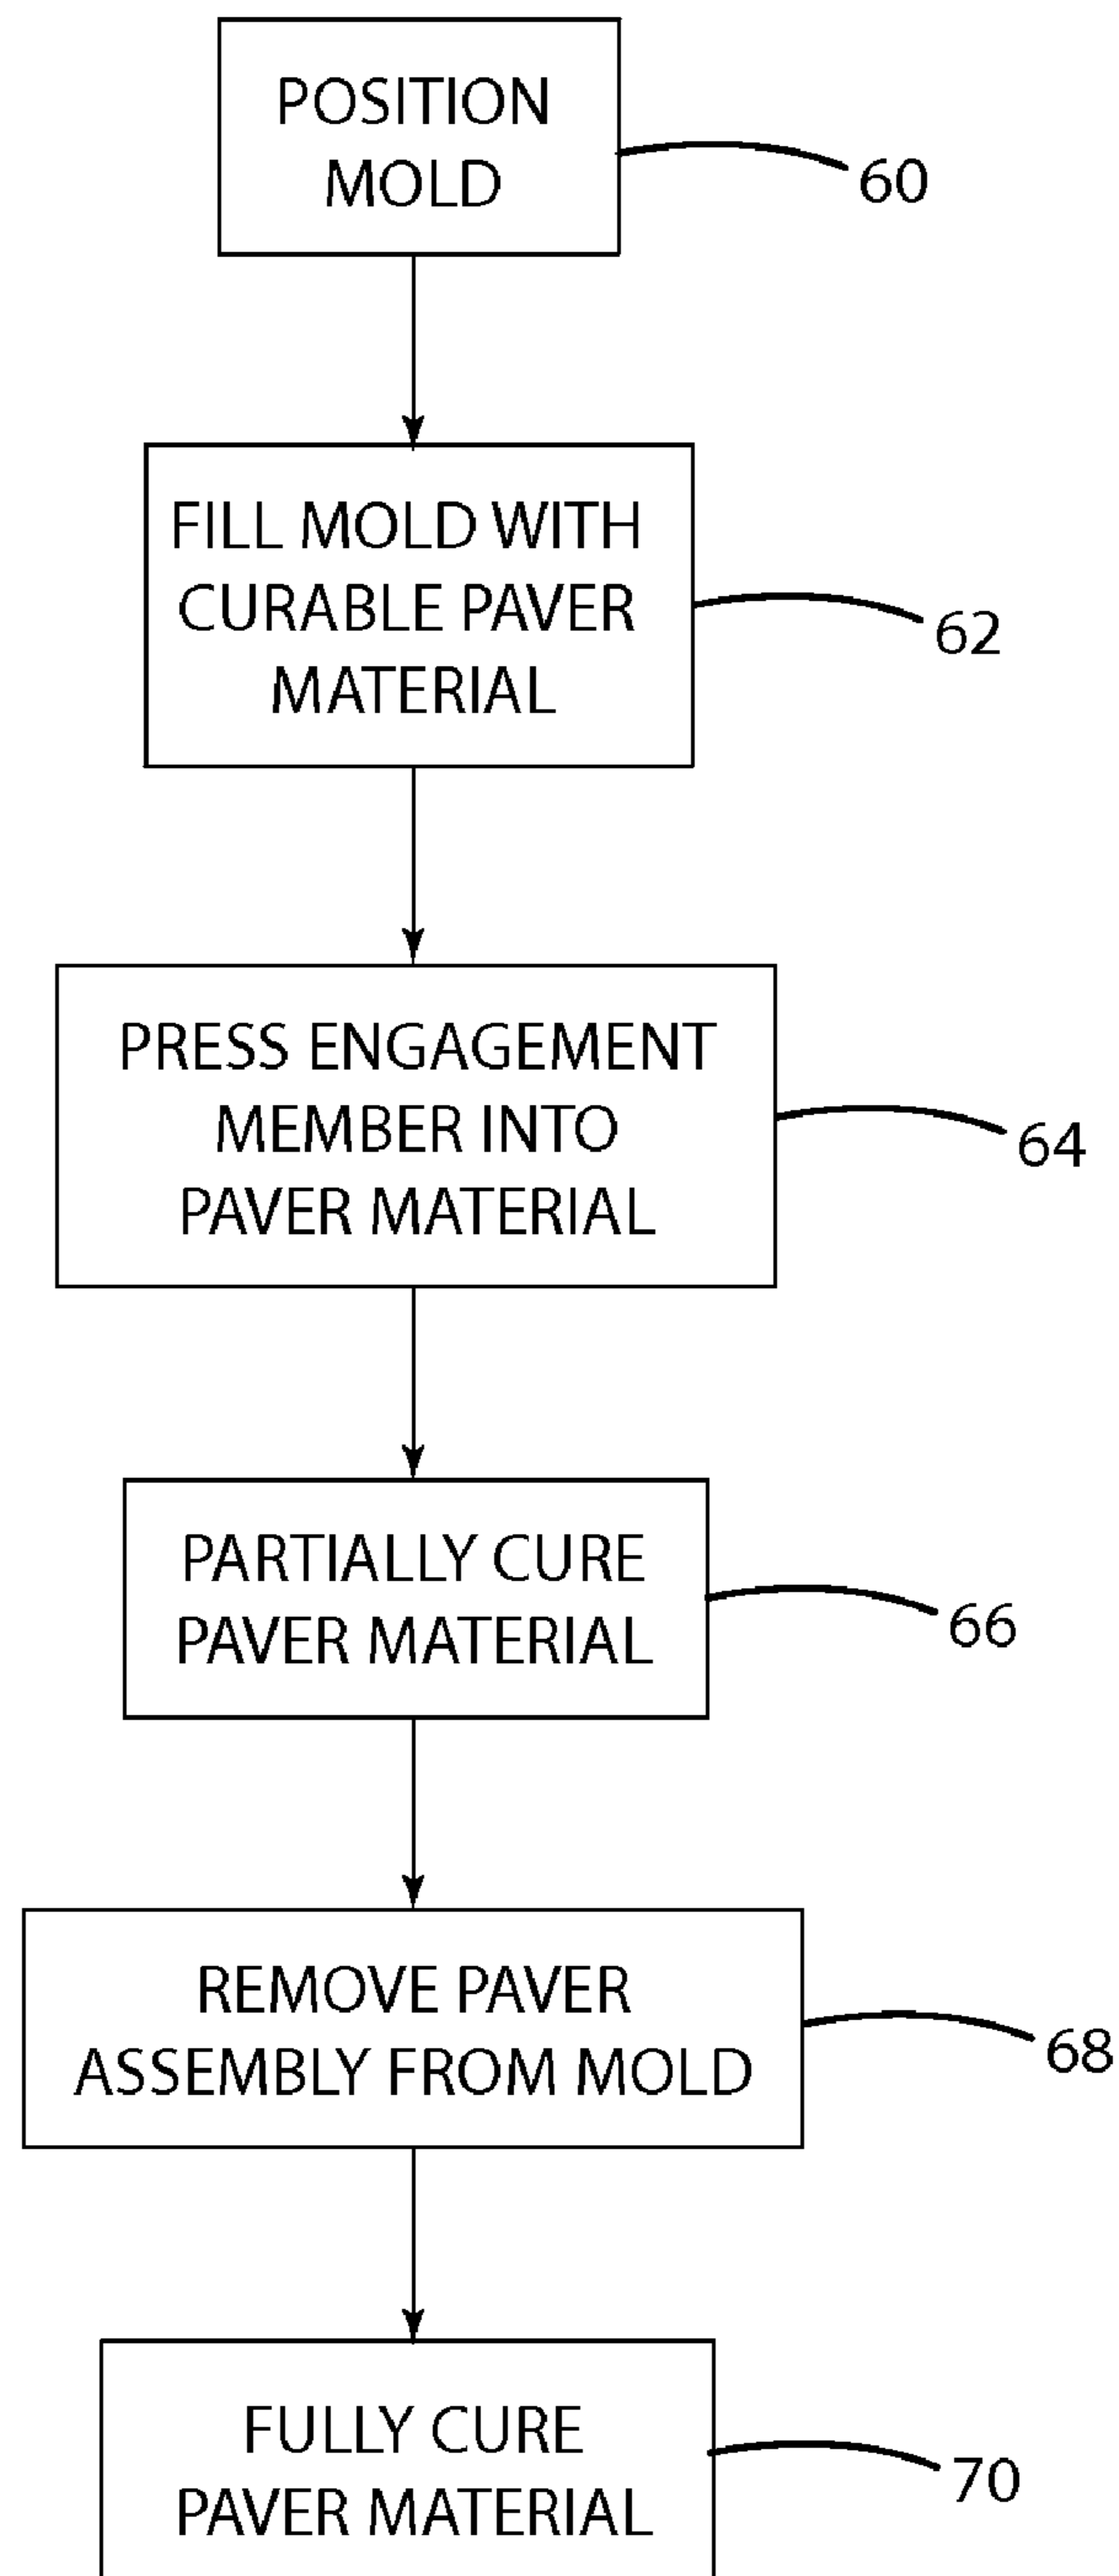 POSITION
MOLD
60
FILL MOLD WITH
CURABLE PAVER
MATERIAL
62
PRESS ENGAGEMENT
MEMBER INTO
PAVER MATERIAL
64
PARTIALLY CURE
PAVER MATERIAL
66
REMOVE PAVER
ASSEMBLY FROM MOLD
68
FULLY CURE
PAVER MATERIAL
70